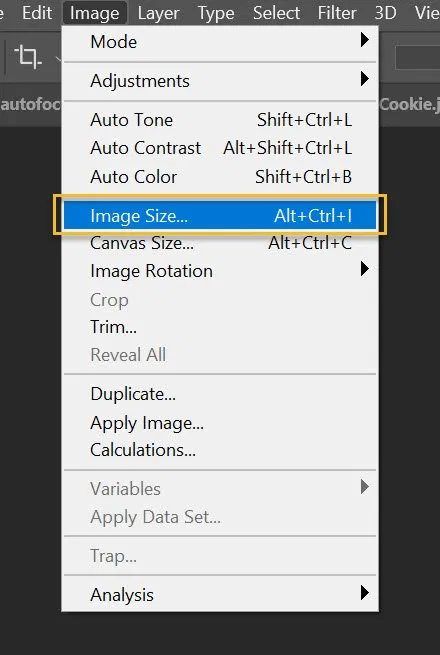 Edit Image Layer Type Select Filter 3D
autofoc Cookie.j
Mode
Adjustments
Auto Tone Shift+Ctrl+L
Auto Contrast Alt+Shift+Ctrl+L
Auto Color Shift+Ctrl+B
Image Size... Alt+Ctrl+I
Canvas Size... Alt+Ctrl+C
Image Rotation
Crop
Trim...
Reveal All
Duplicate...
Apply Image...
Calculations...
Variables
Apply Data Set...
Trap...
Analysis